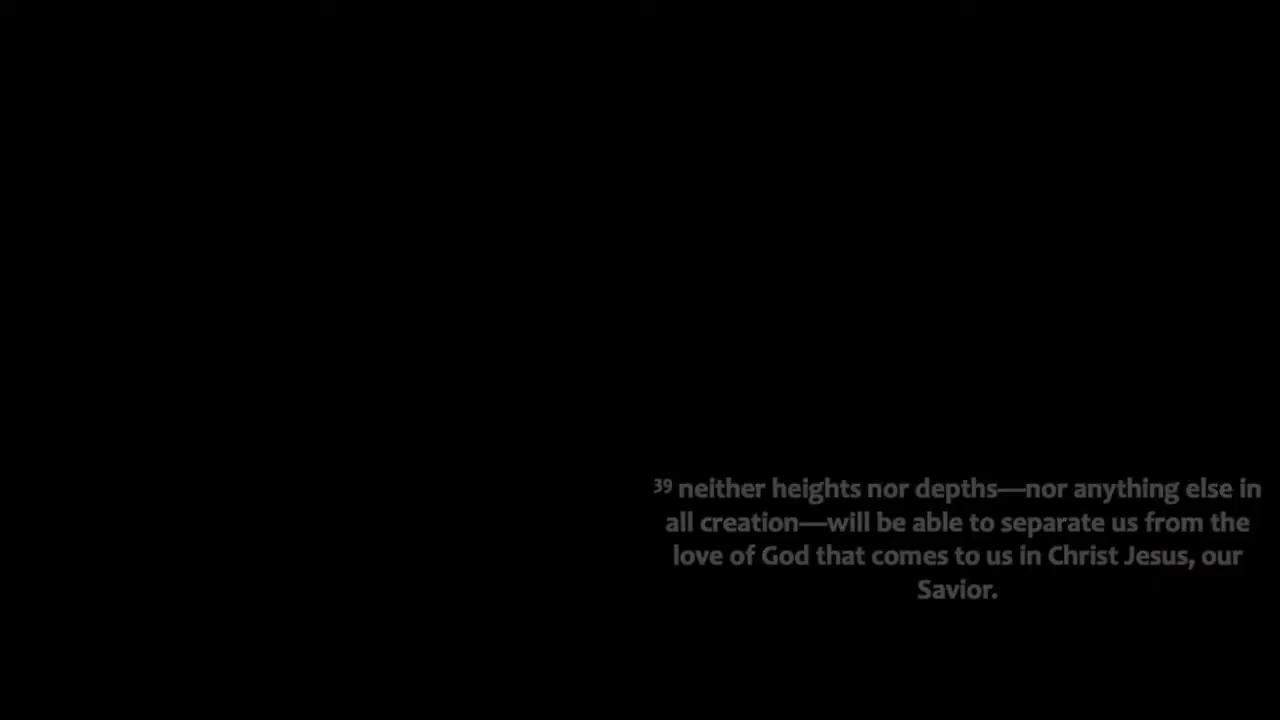 ³⁹ neither heights nor depths—nor anything else in
all creation—will be able to separate us from the
love of God that comes to us in Christ Jesus, our
Savior.